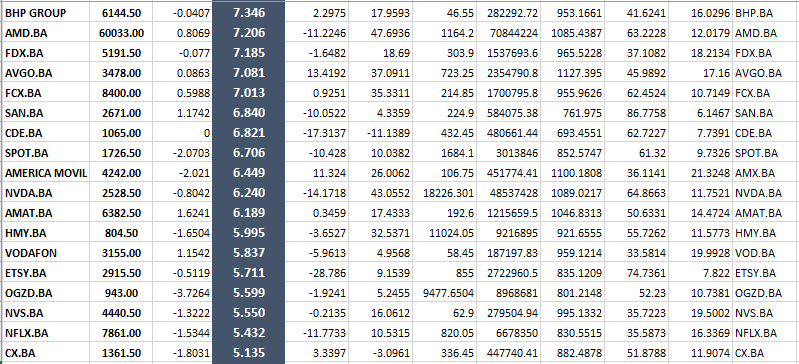 BHP GROUP 6144.50 -0.0407 7.346 2.2975 17.9593 46.55 282292.72 953.1661 41.6241 16.0296 BHP.BA
AMD.BA 60033.00 0.8069 7.206 -11.2246 47.6936 1164.2 70844224 1085.4387 63.2228 12.0179 AMD.BA
FDX.BA 5191.50 -0.077 7.185 -1.6482 18.69 303.9 1537693.6 965.5228 37.1082 18.2134 FDX.BA
AVGO.BA 3478.00 0.0863 7.081 13.4192 37.0911 723.25 2354790.8 1127.395 45.9892 17.16 AVGO.BA
FCX.BA 8400.00 0.5988 7.013 0.9251 35.3311 214.85 1700795.8 955.9626 62.4524 10.7149 FCX.BA
SAN.BA 2671.00 1.1742 6.840 -10.0522 4.3359 224.9 584075.38 761.975 86.7758 6.1467 SAN.BA
CDE.BA 1065.00 0 6.821 -17.3137 -11.1389 432.45 480661.44 693.4551 62.7227 7.7391 CDE.BA
SPOT.BA 1726.50 -2.0703 6.706 -10.428 10.0382 1684.1 3013846 852.5747 61.32 9.7326 SPOT.BA
AMERICA MOVIL 4242.00 -2.021 6.449 11.324 26.0062 106.75 451774.41 1100.1808 36.1141 21.3248 AMX.BA
NVDA.BA 2528.50 -0.8042 6.240 -14.1718 43.0552 18226.301 48537428 1089.0217 64.8663 11.7521 NVDA.BA
AMAT.BA 6382.50 1.6241 6.189 0.3459 17.4333 192.6 1215659.5 1046.8313 50.6331 14.4724 AMAT.BA
HMY.BA 804.50 -1.6504 5.995 -3.6527 32.5371 11024.05 9216895 921.6555 55.7262 11.5773 HMY.BA
VODAFON 3155.00 1.1542 5.837 -5.9613 4.9568 58.45 187197.83 959.1214 33.5814 19.9928 VOD.BA
ETSY.BA 2915.50 -0.5119 5.711 -28.786 9.1539 855 2722960.5 835.1209 74.7361 7.822 ETSY.BA
OGZD.BA 943.00 -3.7264 5.599 -1.9241 5.2455 9477.6504 8968681 801.2148 52.23 10.7381 OGZD.BA
NVS.BA 4440.50 -1.3222 5.550 -0.2135 16.0612 62.9 279504.94 995.1332 35.7223 19.5002 NVS.BA
NFLX.BA 7861.00 -1.5344 5.432 -11.7733 10.5315 820.05 6678350 830.5515 35.5873 16.3369 NFLX.BA
CX.BA 1361.50 -1.8031 5.135 3.3397 -3.0961 336.45 447740.41 882.4878 51.8788 11.9074 CX.BA